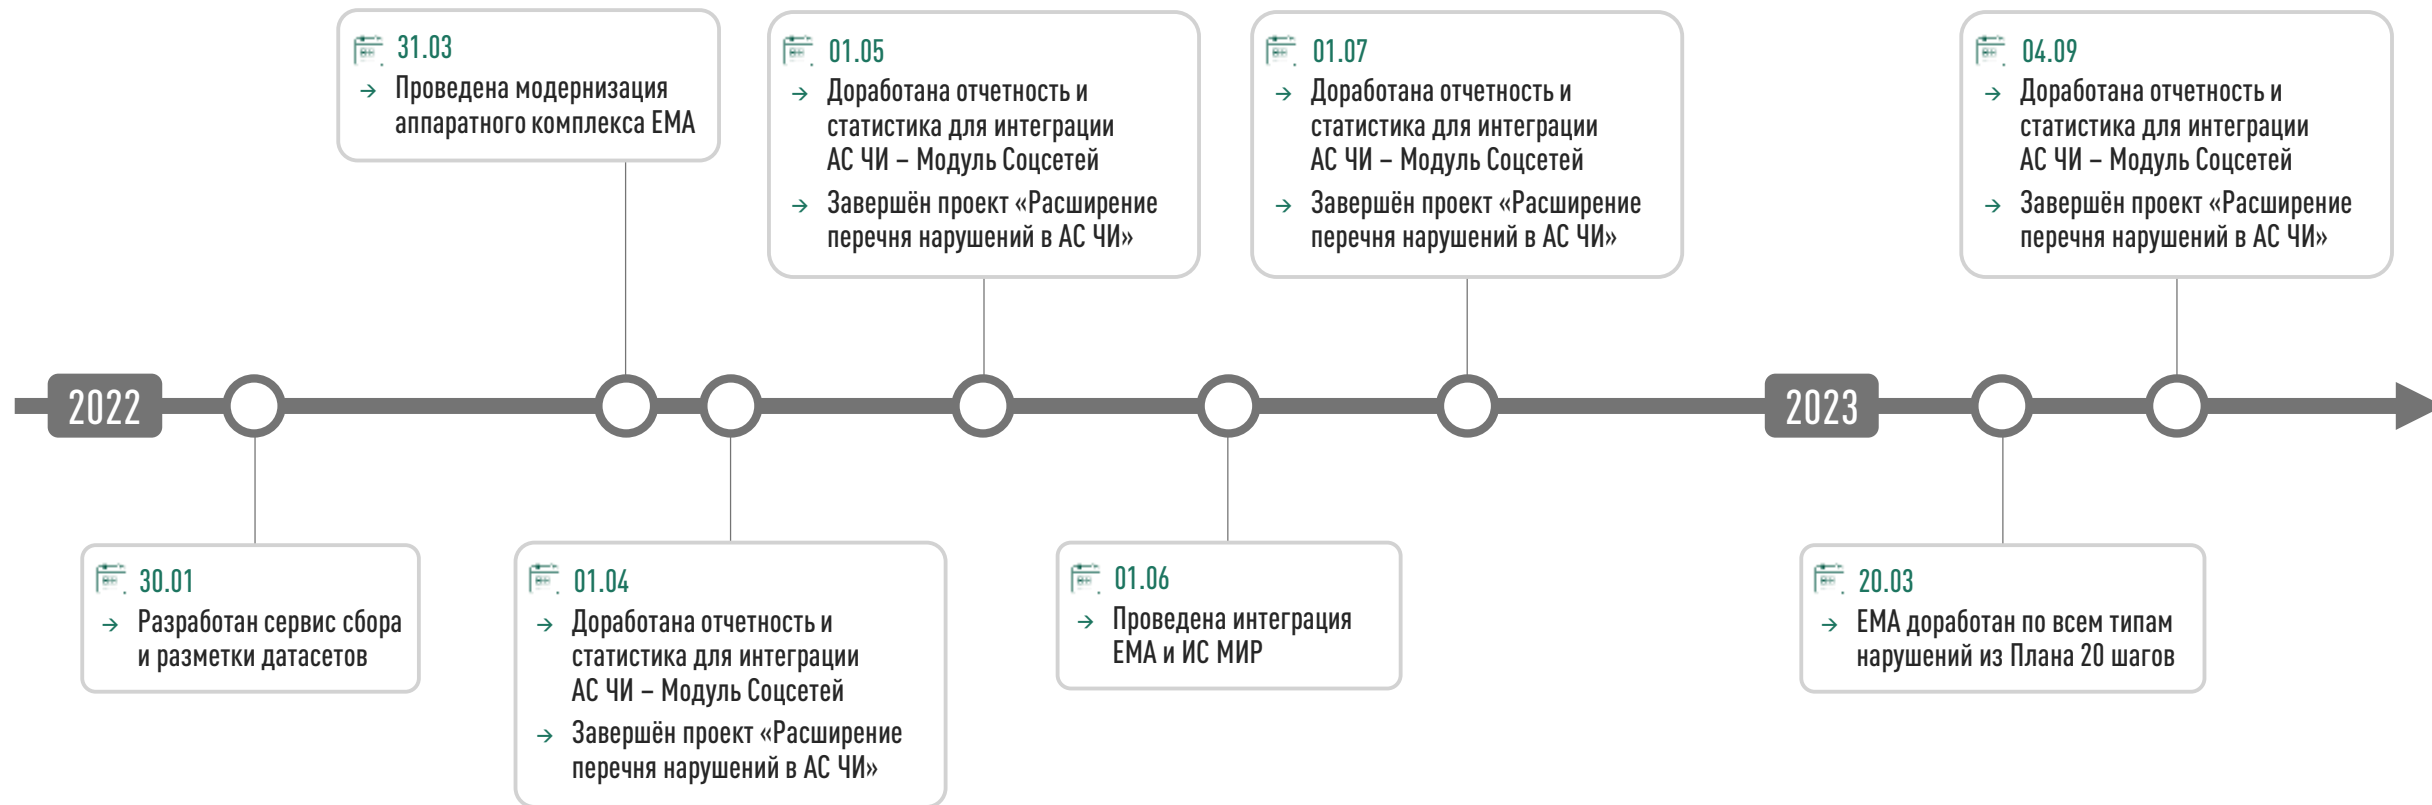 31.03
→ Проведена модернизация
аппаратного комплекса ЕМА
01.05
→ Доработана отчетность и
статистика для интеграции
АС ЧИ – Модуль Соцсетей
→ Завершён проект «Расширение
перечня нарушений в АС ЧИ»
01.07
→ Доработана отчетность и
статистика для интеграции
АС ЧИ – Модуль Соцсетей
→ Завершён проект «Расширение
перечня нарушений в АС ЧИ»
04.09
→ Доработана отчетность и
статистика для интеграции
АС ЧИ – Модуль Соцсетей
→ Завершён проект «Расширение
перечня нарушений в АС ЧИ»
2022
2023
30.01
→ Разработан сервис сбора
и разметки датасетов
01.04
→ Доработана отчетность и
статистика для интеграции
АС ЧИ – Модуль Соцсетей
→ Завершён проект «Расширение
перечня нарушений в АС ЧИ»
01.06
→ Проведена интеграция
ЕМА и ИС МИР
20.03
→ ЕМА доработан по всем типам
нарушений из Плана 20 шагов